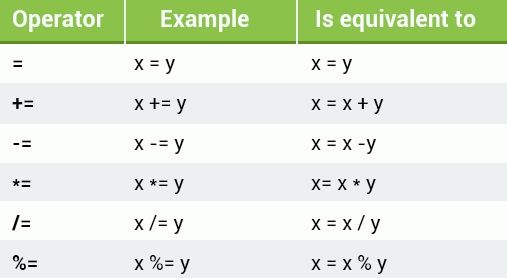 Operator Example Is equivalent to
= x = y x = y
+= x += y x = x + y
-= x -= y x = x -y
*= x *= y x= x * y
/= x /= y x = x / y
%= x %= y x = x % y